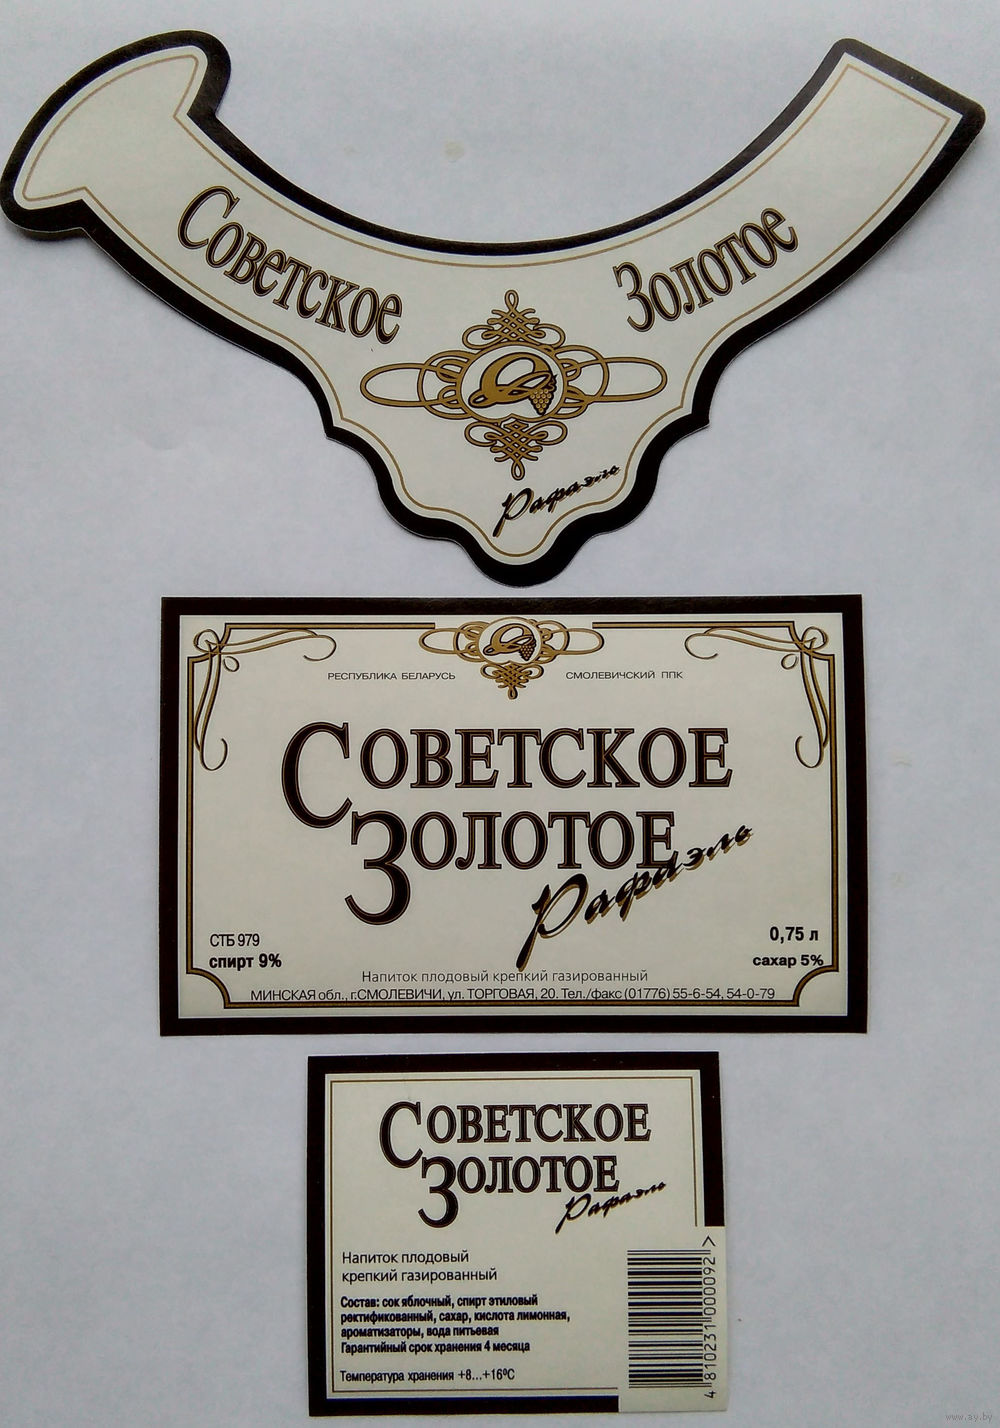 Советское Золотое
Рафаэль
РЕСПУБЛИКА БЕЛАРУСЬ СМОЛЕВИЧСКИЙ ППК
СОВЕТСКОЕ
ЗОЛОТОЕ
Рафаэль
СТБ 979 0,75 л
спирт 9% сахар 5%
Напиток плодовый крепкий газированный
МИНСКАЯ обл., г.СМОЛЕВИЧИ, ул. ТОРГОВАЯ, 20. Тел./факс (01776) 55-6-54, 54-0-79
СОВЕТСКОЕ
ЗОЛОТОЕ
Рафаэль
Напиток плодовый
крепкий газированный
Состав: сок яблочный, спирт этиловый
ректификованный, сахар, кислота лимонная,
ароматизаторы, вода питьевая
Гарантийный срок хранения 4 месяца
Температура хранения +8...+16ºС
4 810231 000092 >
www.ay.by